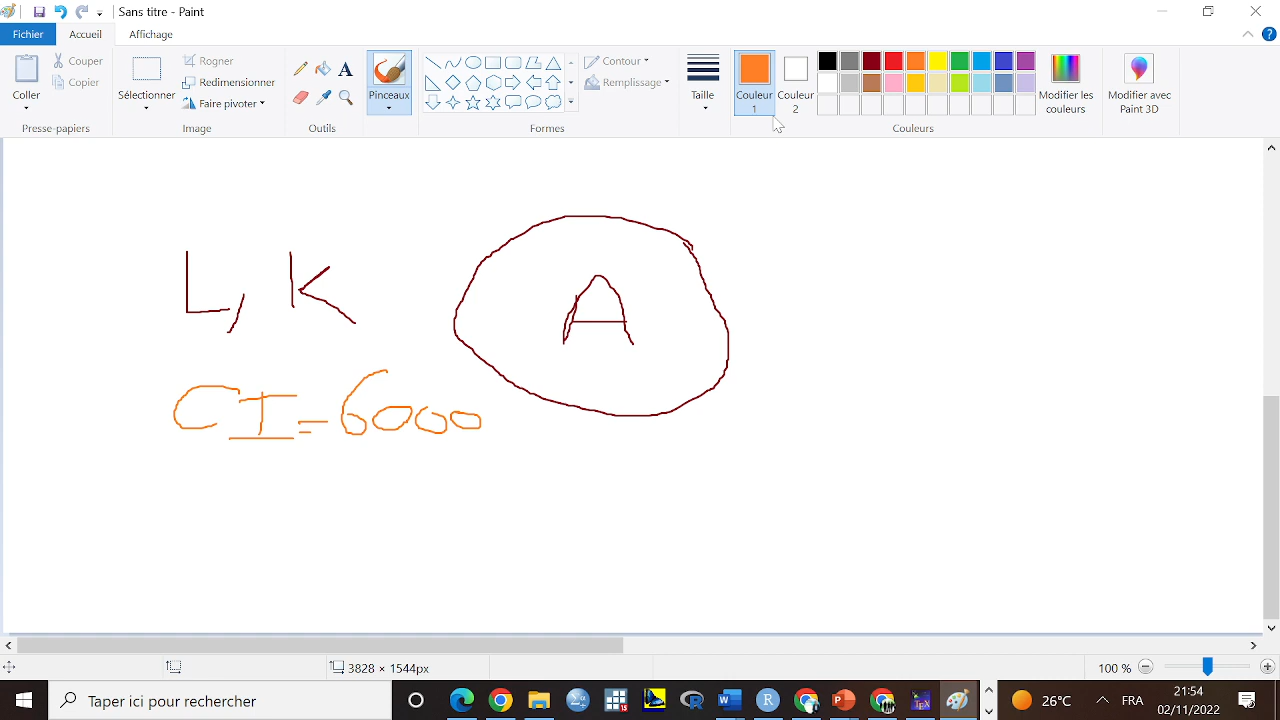 Sans titre - Paint
Fichier Accueil Affichage
Coller
Couper
Copier
Presse-papiers
Sélectionner
Rogner
Redimensionner
Faire pivoter
Image
A
Outils
Pinceaux
Contour
Remplissage
Formes
Taille
Couleur 1
Couleur 2
Modifier les couleurs
Couleurs
Modifier avec Paint 3D
L, K
A
CI=6000
3828 × 1544px
100 %
Taper ici pour rechercher
26°C
FRA
21:54
02/11/2022